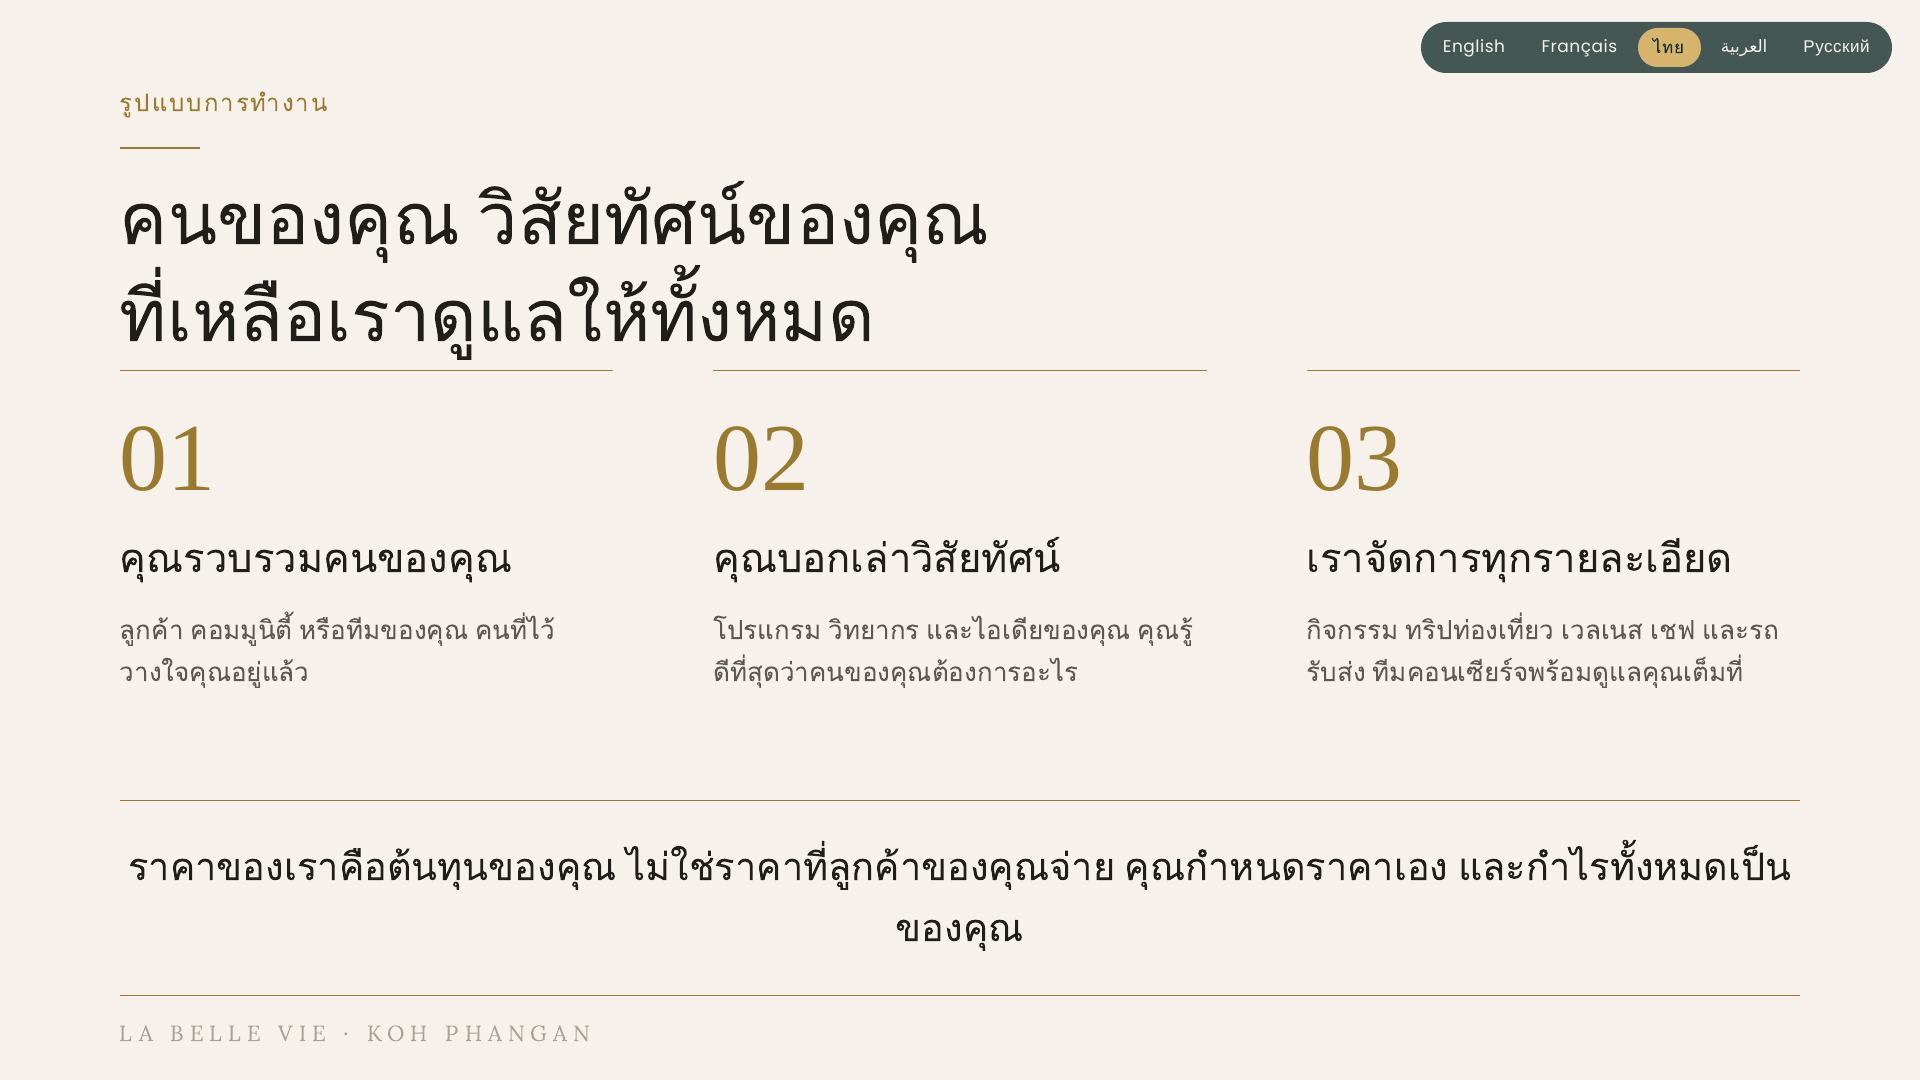 English Français ไทย العربية Русский
รูปแบบการทำงาน
คนของคุณ วิสัยทัศน์ของคุณ
ที่เหลือเราดูแลให้ทั้งหมด
01
คุณรวบรวมคนของคุณ
ลูกค้า คอมมูนิตี้ หรือทีมของคุณ คนที่ไว้
วางใจคุณอยู่แล้ว
02
คุณบอกเล่าวิสัยทัศน์
โปรแกรม วิทยากร และไอเดียของคุณ คุณรู้
ดีที่สุดว่าคนของคุณต้องการอะไร
03
เราจัดการทุกรายละเอียด
กิจกรรม ทริปท่องเที่ยว เวลเนส เชฟ และรถ
รับส่ง ทีมคอนเซียร์จพร้อมดูแลคุณเต็มที่
ราคาของเราคือต้นทุนของคุณ ไม่ใช่ราคาที่ลูกค้าของคุณจ่าย คุณกำหนดราคาเอง และกำไรทั้งหมดเป็น
ของคุณ
LA BELLE VIE · KOH PHANGAN